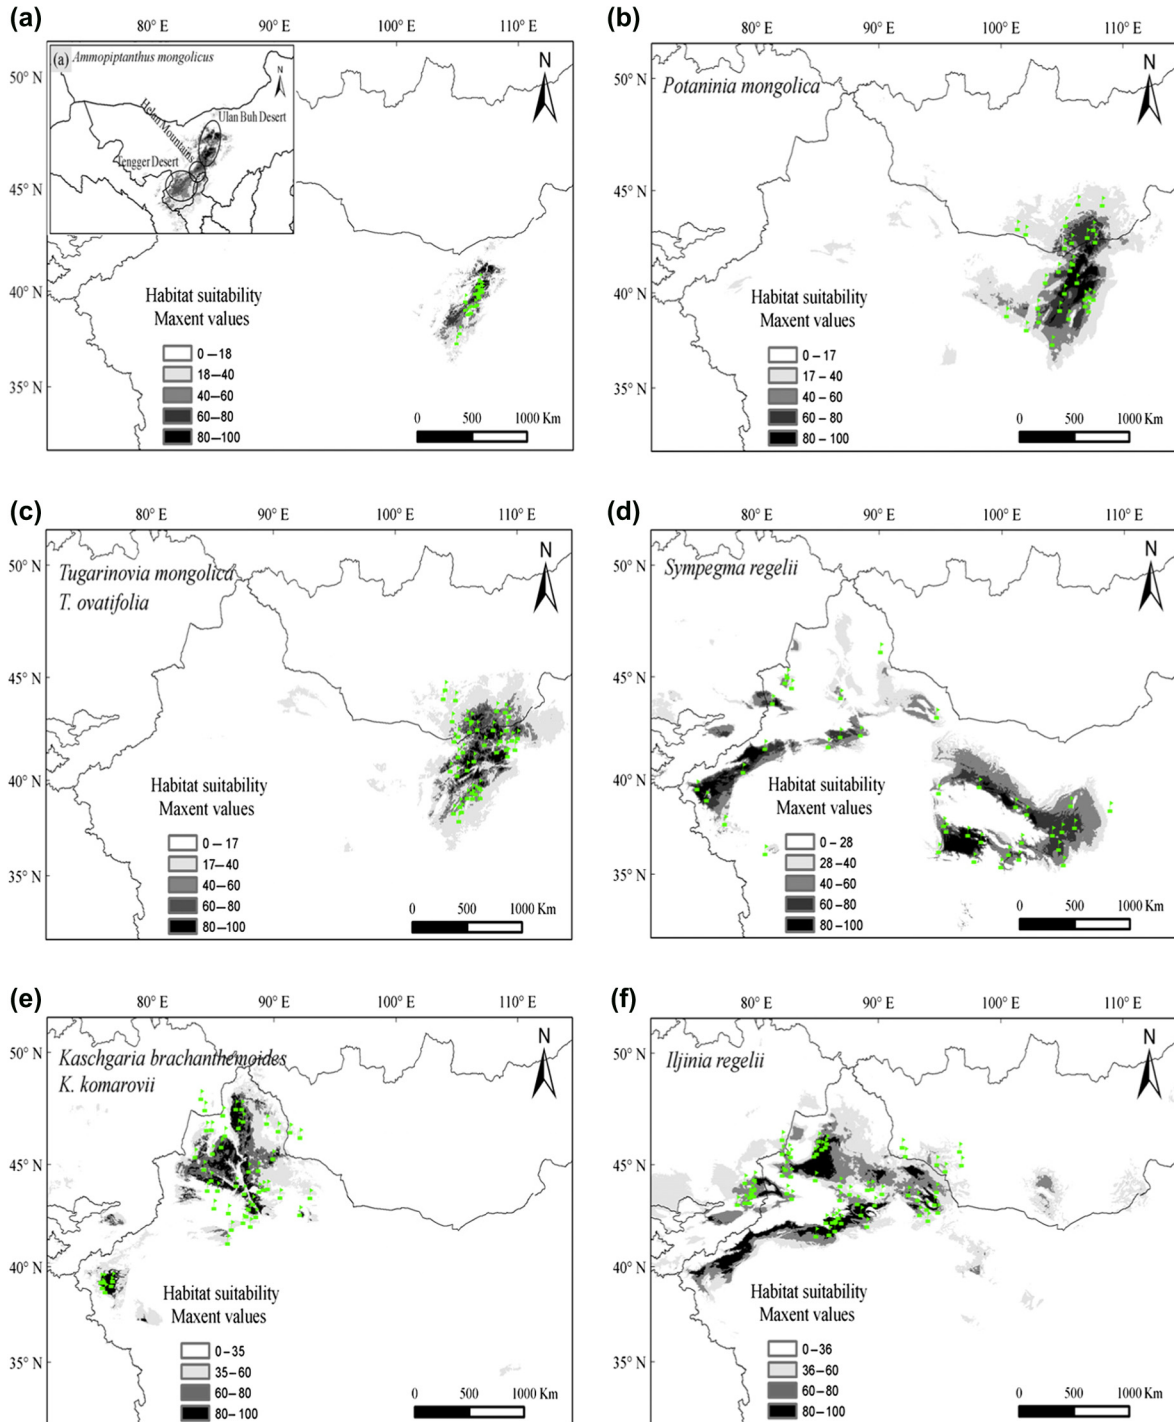 (a)
80° E 90° E 100° E 110° E
(a) Ammopiptanthus mongolicus
N
Ulan Buh Desert
Helan Mountains
Tengger Desert
N
50° N
45° N
40° N
35° N
Habitat suitability
Maxent values
0–18
18–40
40–60
60–80
80–100
0 500 1000 Km
(b)
80° E 90° E 100° E 110° E
Potaninia mongolica
N
50° N
45° N
40° N
35° N
Habitat suitability
Maxent values
0–17
17–40
40–60
60–80
80–100
0 500 1000 Km
(c)
80° E 90° E 100° E 110° E
Tugarinovia mongolica
T. ovatifolia
N
50° N
45° N
40° N
35° N
Habitat suitability
Maxent values
0–17
17–40
40–60
60–80
80–100
0 500 1000 Km
(d)
80° E 90° E 100° E 110° E
Sympegma regelii
N
50° N
45° N
40° N
35° N
Habitat suitability
Maxent values
0–28
28–40
40–60
60–80
80–100
0 500 1000 Km
(e)
80° E 90° E 100° E 110° E
Kaschgaria brachanthemoides
K. komarovii
N
50° N
45° N
40° N
35° N
Habitat suitability
Maxent values
0–35
35–60
60–80
80–100
0 500 1000 Km
(f)
80° E 90° E 100° E 110° E
Iljinia regelii
N
50° N
45° N
40° N
35° N
Habitat suitability
Maxent values
0–36
36–60
60–80
80–100
0 500 1000 Km